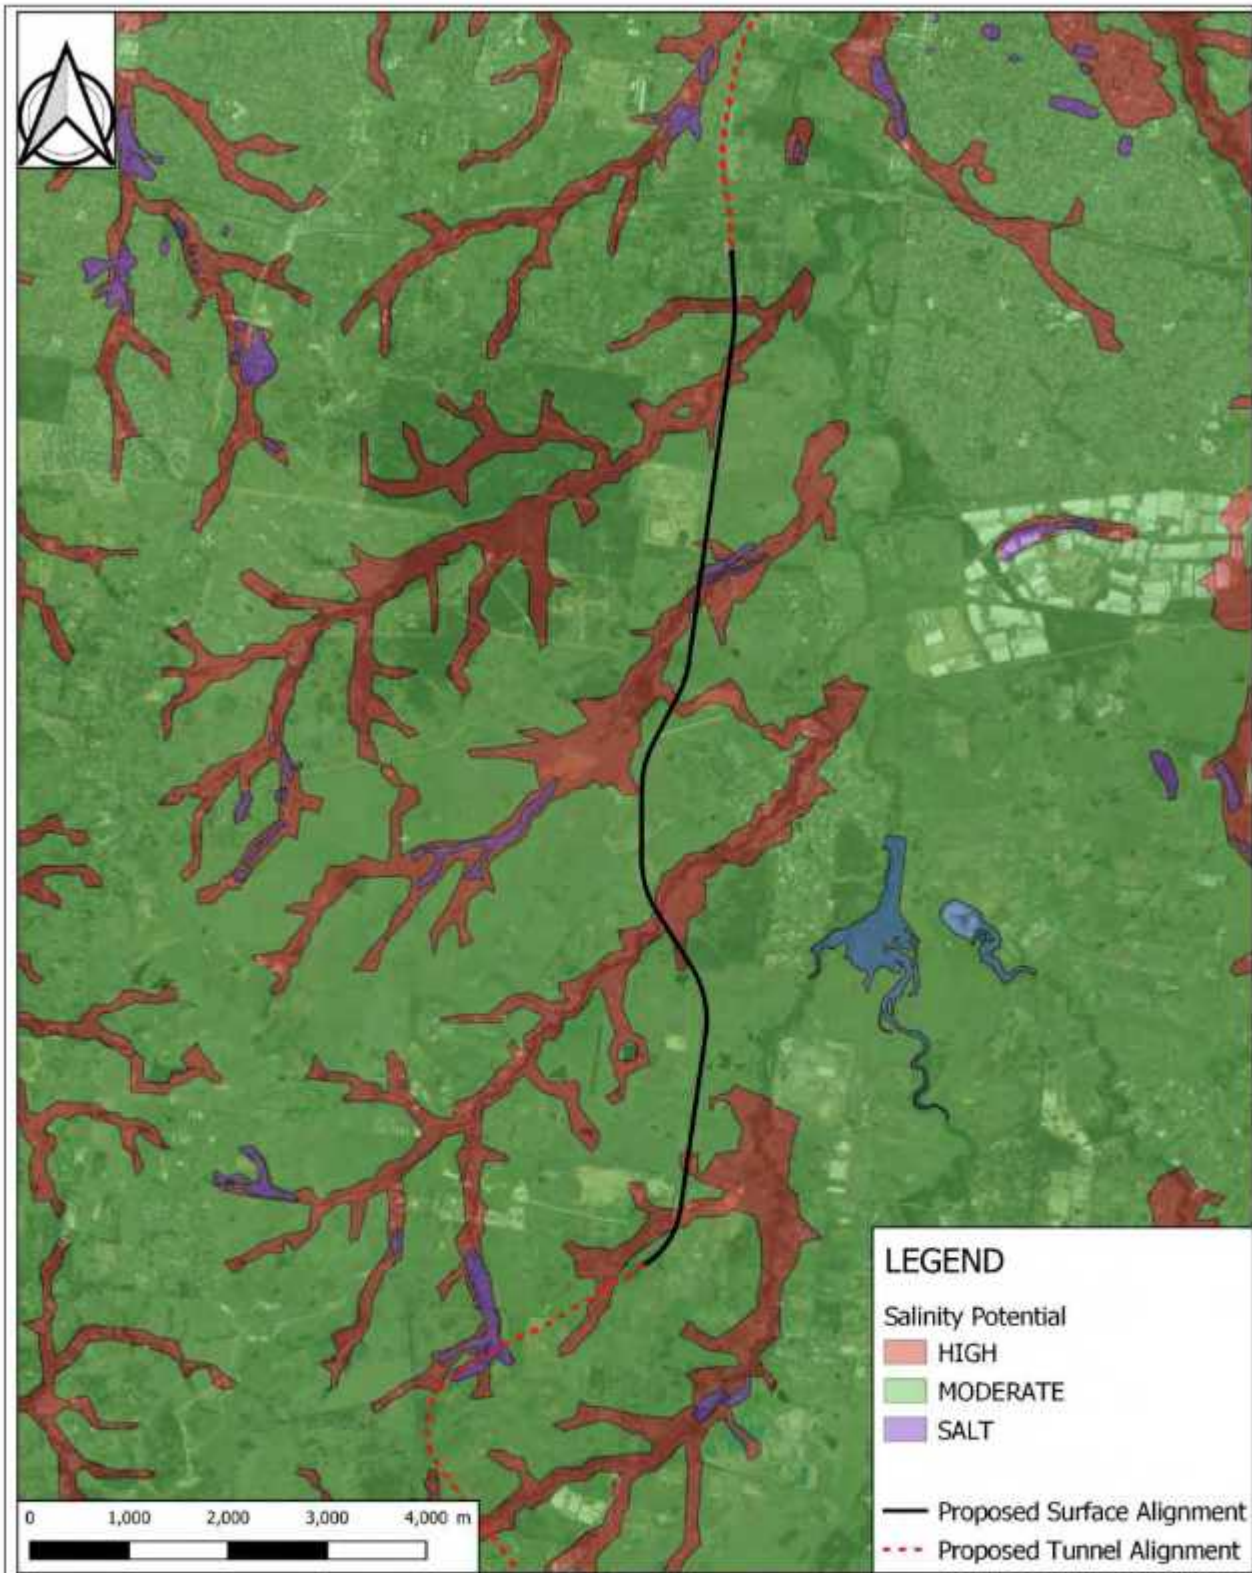 LEGEND
Salinity Potential
HIGH
MODERATE
SALT
Proposed Surface Alignment
Proposed Tunnel Alignment
0 1,000 2,000 3,000 4,000 m